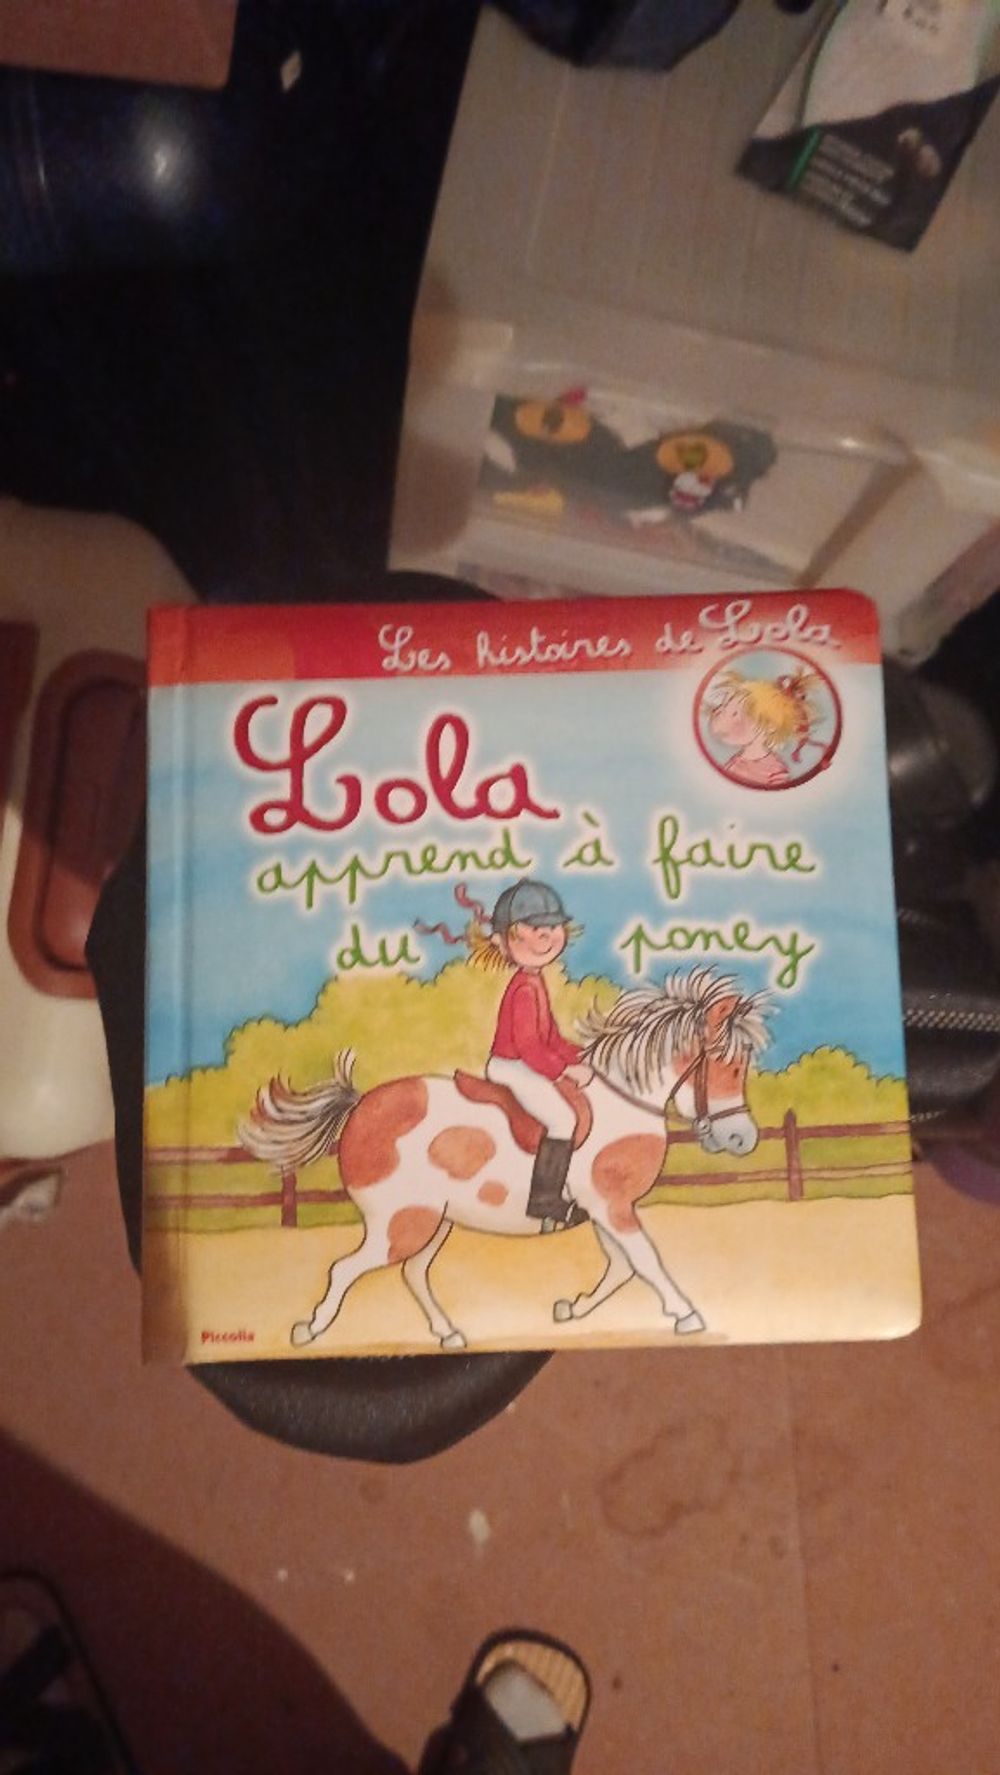 Les histoires de Lola
Lola
apprend à faire
du poney
Piccolia